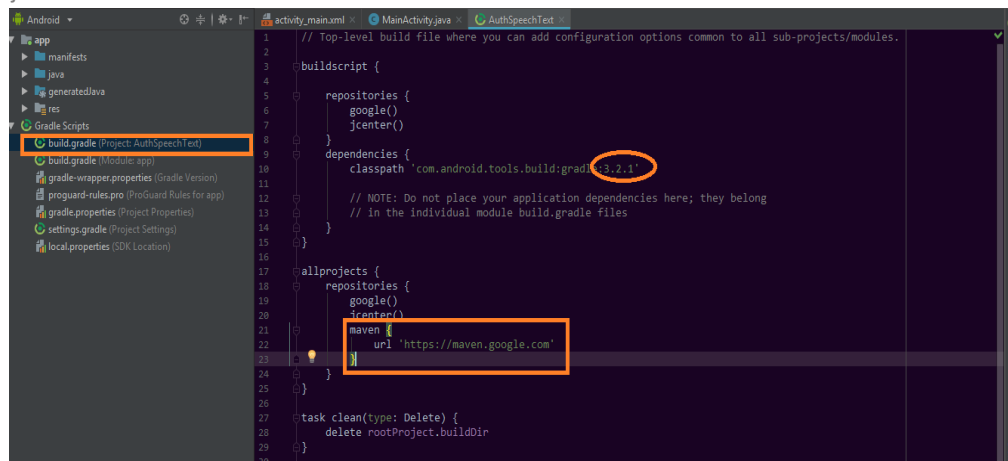 Android
activity_main.xml
MainActivity.java
AuthSpeechText
app
manifests
java
generatedJava
res
Gradle Scripts
build.gradle (Project: AuthSpeechText)
build.gradle (Module: app)
gradle-wrapper.properties (Gradle Version)
proguard-rules.pro (ProGuard Rules for app)
gradle.properties (Project Properties)
settings.gradle (Project Settings)
local.properties (SDK Location)
1 // Top-level build file where you can add configuration options common to all sub-projects/modules.
2
3 buildscript {
4
5 repositories {
6 google()
7 jcenter()
8 }
9 dependencies {
10 classpath 'com.android.tools.build:gradle:3.2.1'
11
12 // NOTE: Do not place your application dependencies here; they belong
13 // in the individual module build.gradle files
14 }
15 }
16
17 allprojects {
18 repositories {
19 google()
20 jcenter()
21 maven {
22 url 'https://maven.google.com'
23 }
24 }
25 }
26
27 task clean(type: Delete) {
28 delete rootProject.buildDir
29 }